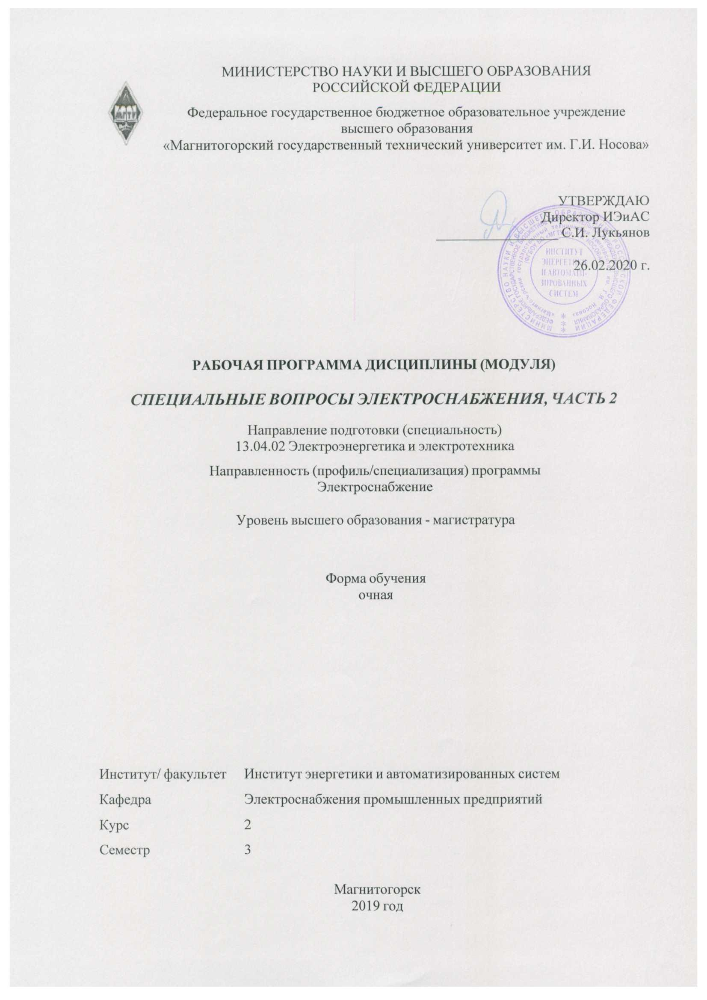 МИНИСТЕРСТВО НАУКИ И ВЫСШЕГО ОБРАЗОВАНИЯ
РОССИЙСКОЙ ФЕДЕРАЦИИ
МГТУ
Федеральное государственное бюджетное образовательное учреждение
высшего образования
«Магнитогорский государственный технический университет им. Г.И. Носова»
УТВЕРЖДАЮ
Директор ИЭиАС
С.И. Лукьянов
26.02.2020 г.
ИНСТИТУТ
ЭНЕРГЕТИКИ
И АВТОМАТИ-
ЗИРОВАННЫХ
СИСТЕМ
РАБОЧАЯ ПРОГРАММА ДИСЦИПЛИНЫ (МОДУЛЯ)
СПЕЦИАЛЬНЫЕ ВОПРОСЫ ЭЛЕКТРОСНАБЖЕНИЯ, ЧАСТЬ 2
Направление подготовки (специальность)
13.04.02 Электроэнергетика и электротехника
Направленность (профиль/специализация) программы
Электроснабжение
Уровень высшего образования - магистратура
Форма обучения
очная
Институт/ факультет Институт энергетики и автоматизированных систем
Кафедра Электроснабжения промышленных предприятий
Курс 2
Семестр 3
Магнитогорск
2019 год